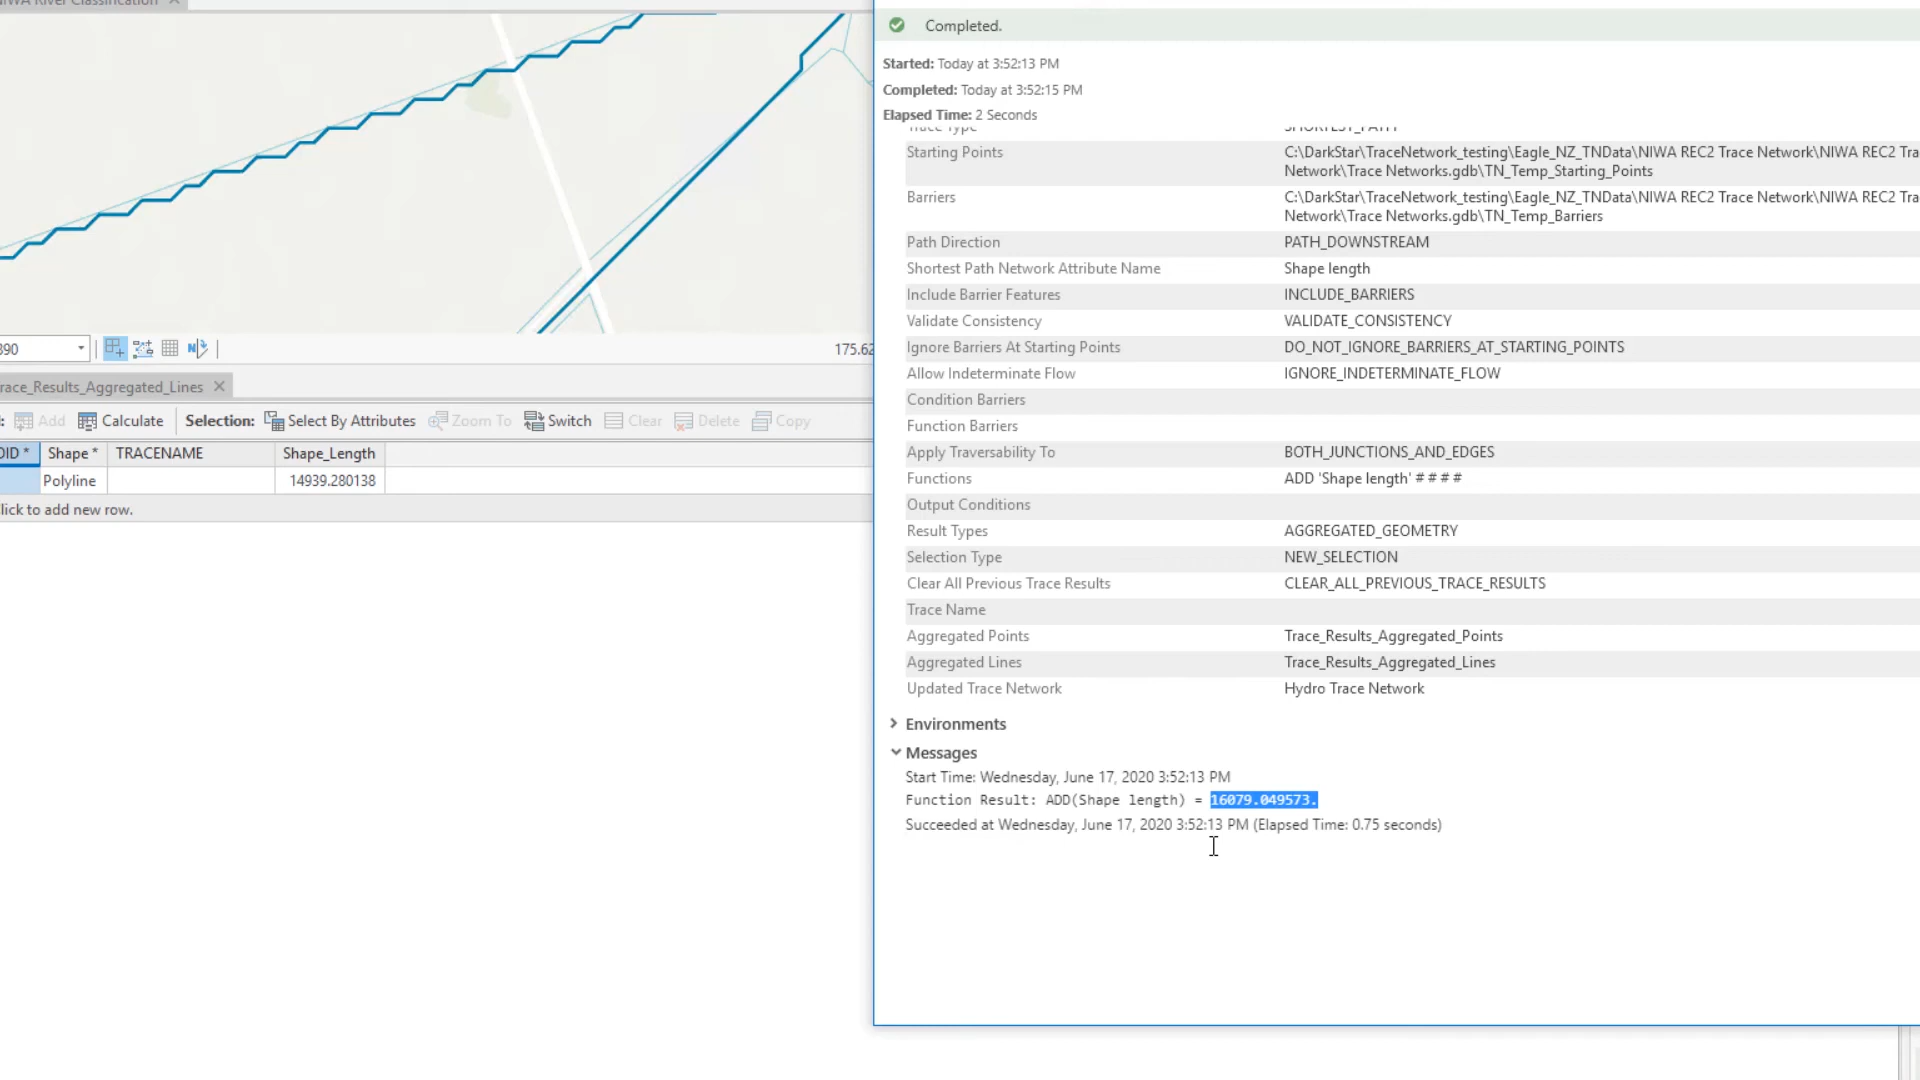 NIWA River Classification
390
175.62
race_Results_Aggregated_Lines
: Add Calculate Selection: Select By Attributes Zoom To Switch Clear Delete Copy
OID * Shape * TRACENAME Shape_Length
Polyline 14939.280138
lick to add new row.
Completed.
Started: Today at 3:52:13 PM
Completed: Today at 3:52:15 PM
Elapsed Time: 2 Seconds
Trace Type SHORTEST_PATH
Starting Points C:\DarkStar\TraceNetwork_testing\Eagle_NZ_TNData\NIWA REC2 Trace Network\NIWA REC2 Tra
Network\Trace Networks.gdb\TN_Temp_Starting_Points
Barriers C:\DarkStar\TraceNetwork_testing\Eagle_NZ_TNData\NIWA REC2 Trace Network\NIWA REC2 Tra
Network\Trace Networks.gdb\TN_Temp_Barriers
Path Direction PATH_DOWNSTREAM
Shortest Path Network Attribute Name Shape length
Include Barrier Features INCLUDE_BARRIERS
Validate Consistency VALIDATE_CONSISTENCY
Ignore Barriers At Starting Points DO_NOT_IGNORE_BARRIERS_AT_STARTING_POINTS
Allow Indeterminate Flow IGNORE_INDETERMINATE_FLOW
Condition Barriers
Function Barriers
Apply Traversability To BOTH_JUNCTIONS_AND_EDGES
Functions ADD 'Shape length' # # # #
Output Conditions
Result Types AGGREGATED_GEOMETRY
Selection Type NEW_SELECTION
Clear All Previous Trace Results CLEAR_ALL_PREVIOUS_TRACE_RESULTS
Trace Name
Aggregated Points Trace_Results_Aggregated_Points
Aggregated Lines Trace_Results_Aggregated_Lines
Updated Trace Network Hydro Trace Network
Environments
Messages
Start Time: Wednesday, June 17, 2020 3:52:13 PM
Function Result: ADD(Shape length) = 16079.049573.
Succeeded at Wednesday, June 17, 2020 3:52:13 PM (Elapsed Time: 0.75 seconds)